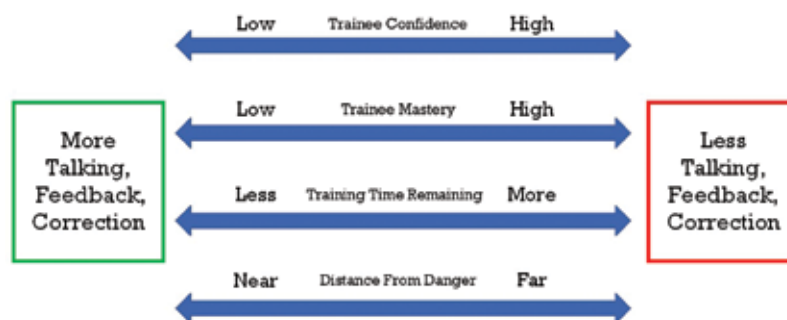 Low Trainee Confidence High
Low Trainee Mastery High
More
Talking,
Feedback,
Correction
Less Training Time Remaining More
Less
Talking,
Feedback,
Correction
Near Distance From Danger Far